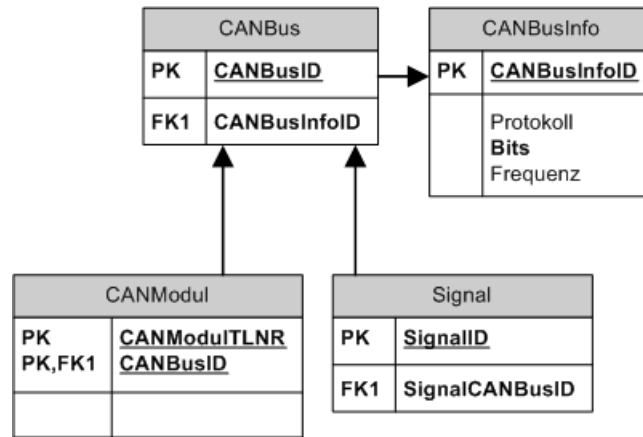 CANBus
PK CANBusID
FK1 CANBusInfoID
CANBusInfo
PK CANBusInfoID
Protokoll
Bits
Frequenz
CANModul
PK CANModulTLNR
PK,FK1 CANBusID
Signal
PK SignalID
FK1 SignalCANBusID